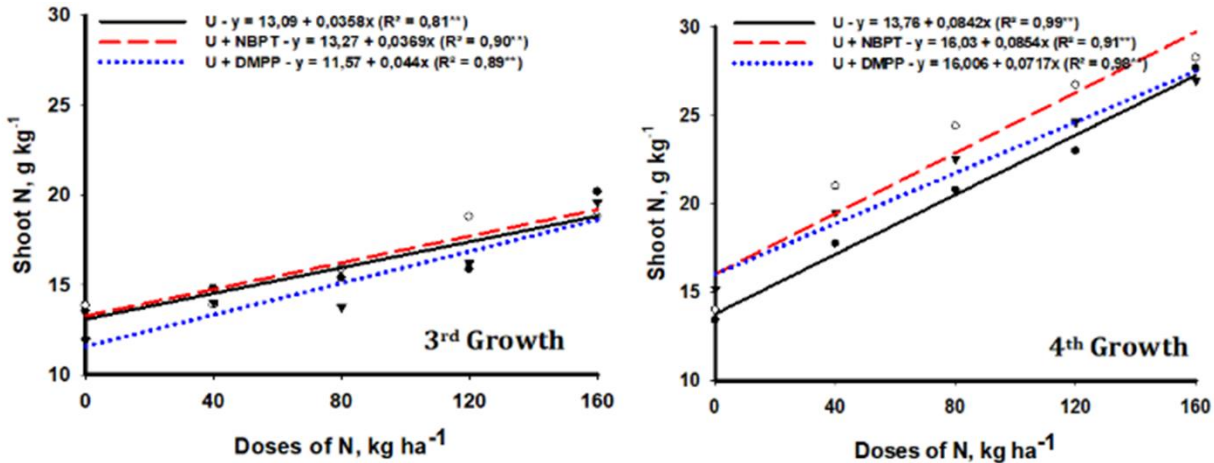 30
25
20
15
10
Shoot N, g kg⁻¹
U - y = 13,09 + 0,0358x (R² = 0,81**)
U + NBPT - y = 13,27 + 0,0369x (R² = 0,90**)
U + DMPP - y = 11,57 + 0,044x (R² = 0,89**)
3rd Growth
0 40 80 120 160
Doses of N, kg ha⁻¹
30
25
20
15
10
Shoot N, g kg⁻¹
U - y = 13,76 + 0,0842x (R² = 0,99**)
U + NBPT - y = 16,03 + 0,0854x (R² = 0,91**)
U + DMPP - y = 16,006 + 0,0717x (R² = 0,98**)
4th Growth
0 40 80 120 160
Doses of N, kg ha⁻¹